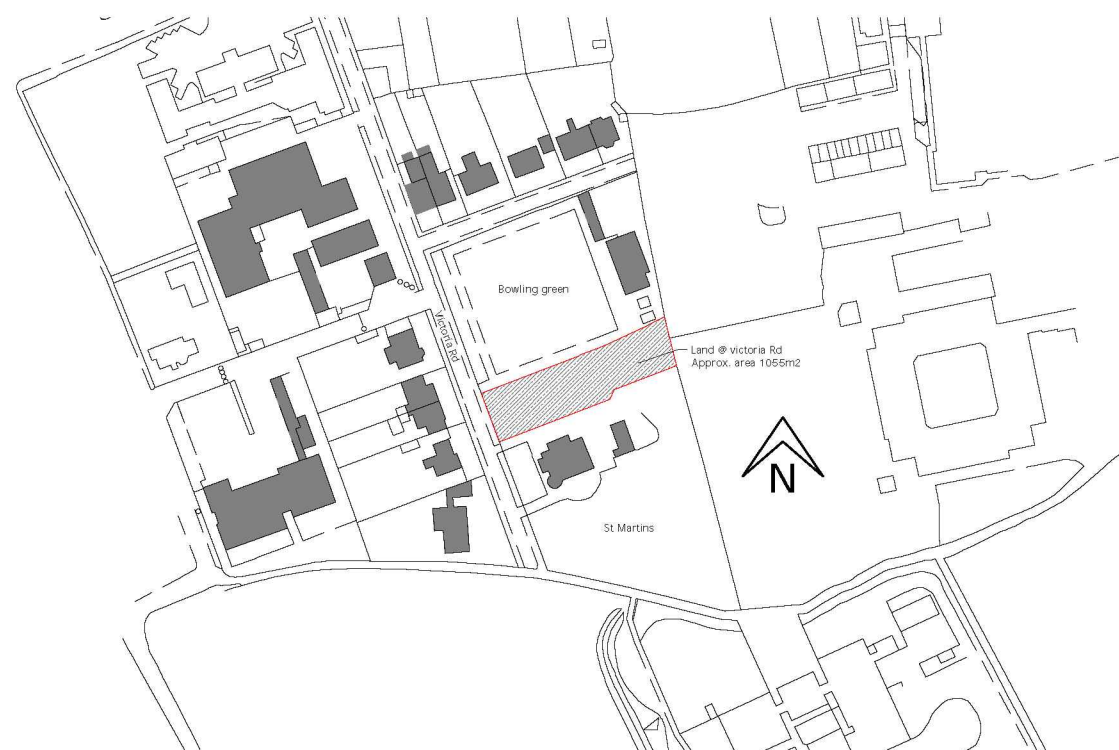 Bowling green
Victoria Rd
Land @ victoria Rd
Approx. area 1055m2
N
St Martins